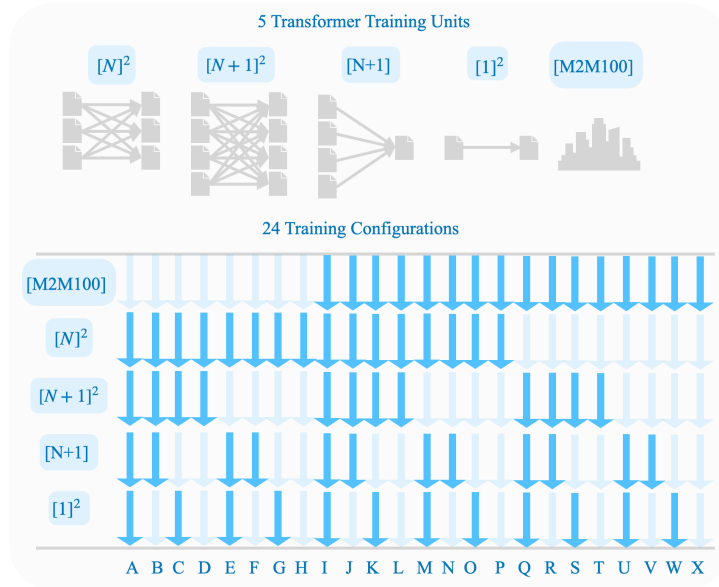 5 Transformer Training Units
[N]² [N + 1]² [N+1] [1]² [M2M100]
24 Training Configurations
[M2M100]
[N]²
[N + 1]²
[N+1]
[1]²
A B C D E F G H I J K L M N O P Q R S T U V W X